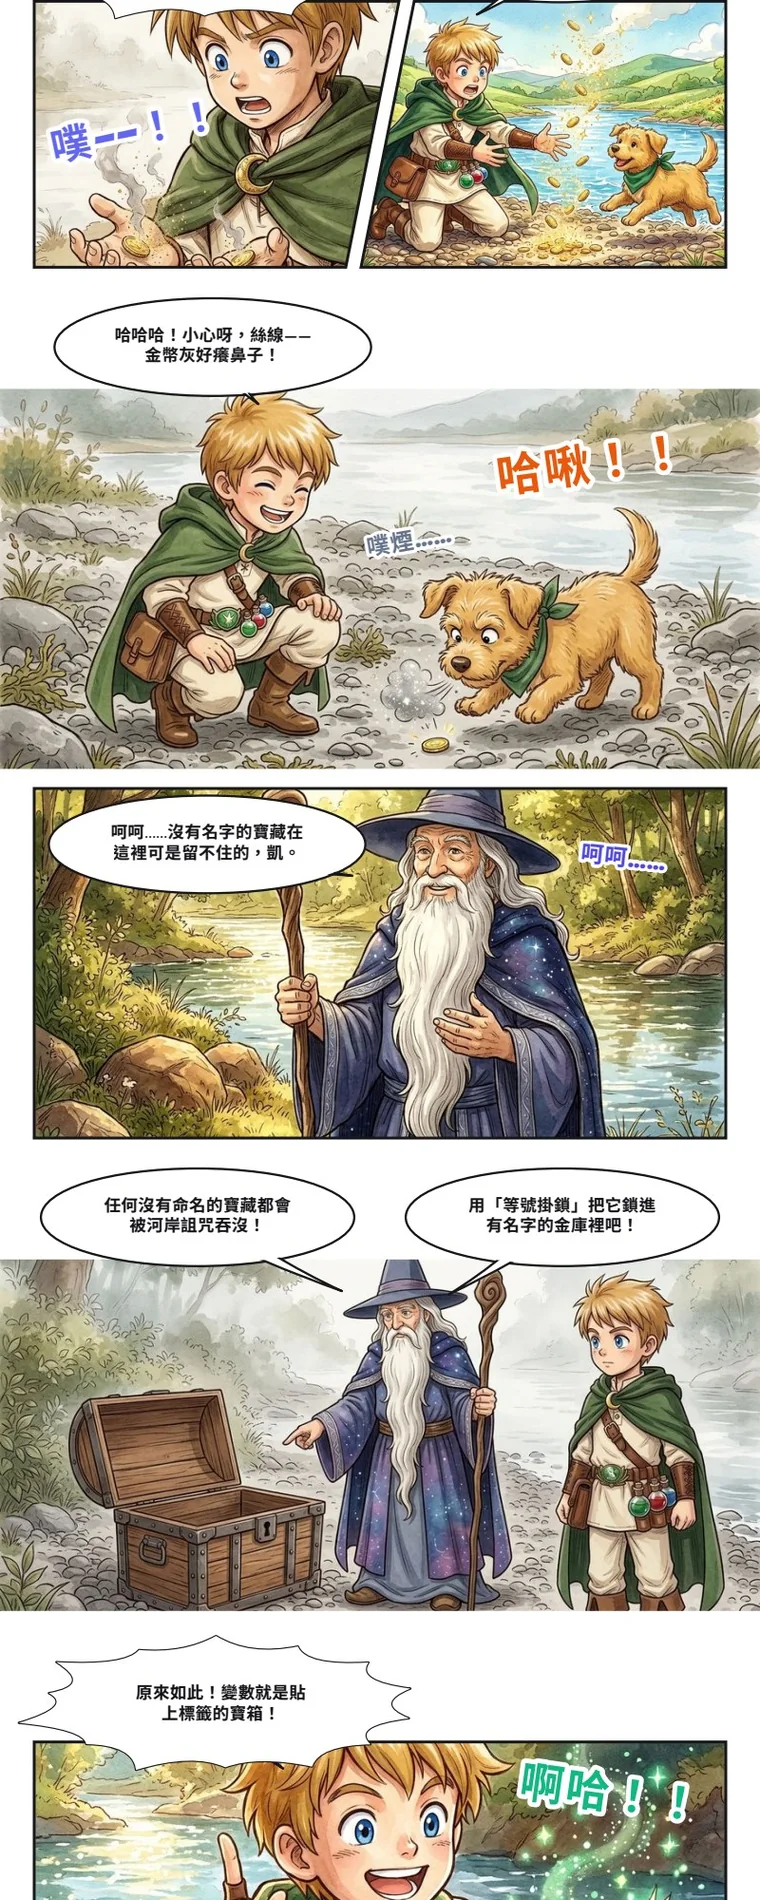 噗——！！
哈哈哈！小心呀，絲線——
金幣灰好癢鼻子！
哈啾！！
噗煙……
呵呵……沒有名字的寶藏在
這裡可是留不住的，凱。
呵呵……
任何沒有命名的寶藏都會
被河岸詛咒吞沒！
用「等號掛鎖」把它鎖進
有名字的金庫裡吧！
原來如此！變數就是貼
上標籤的寶箱！
啊哈！！